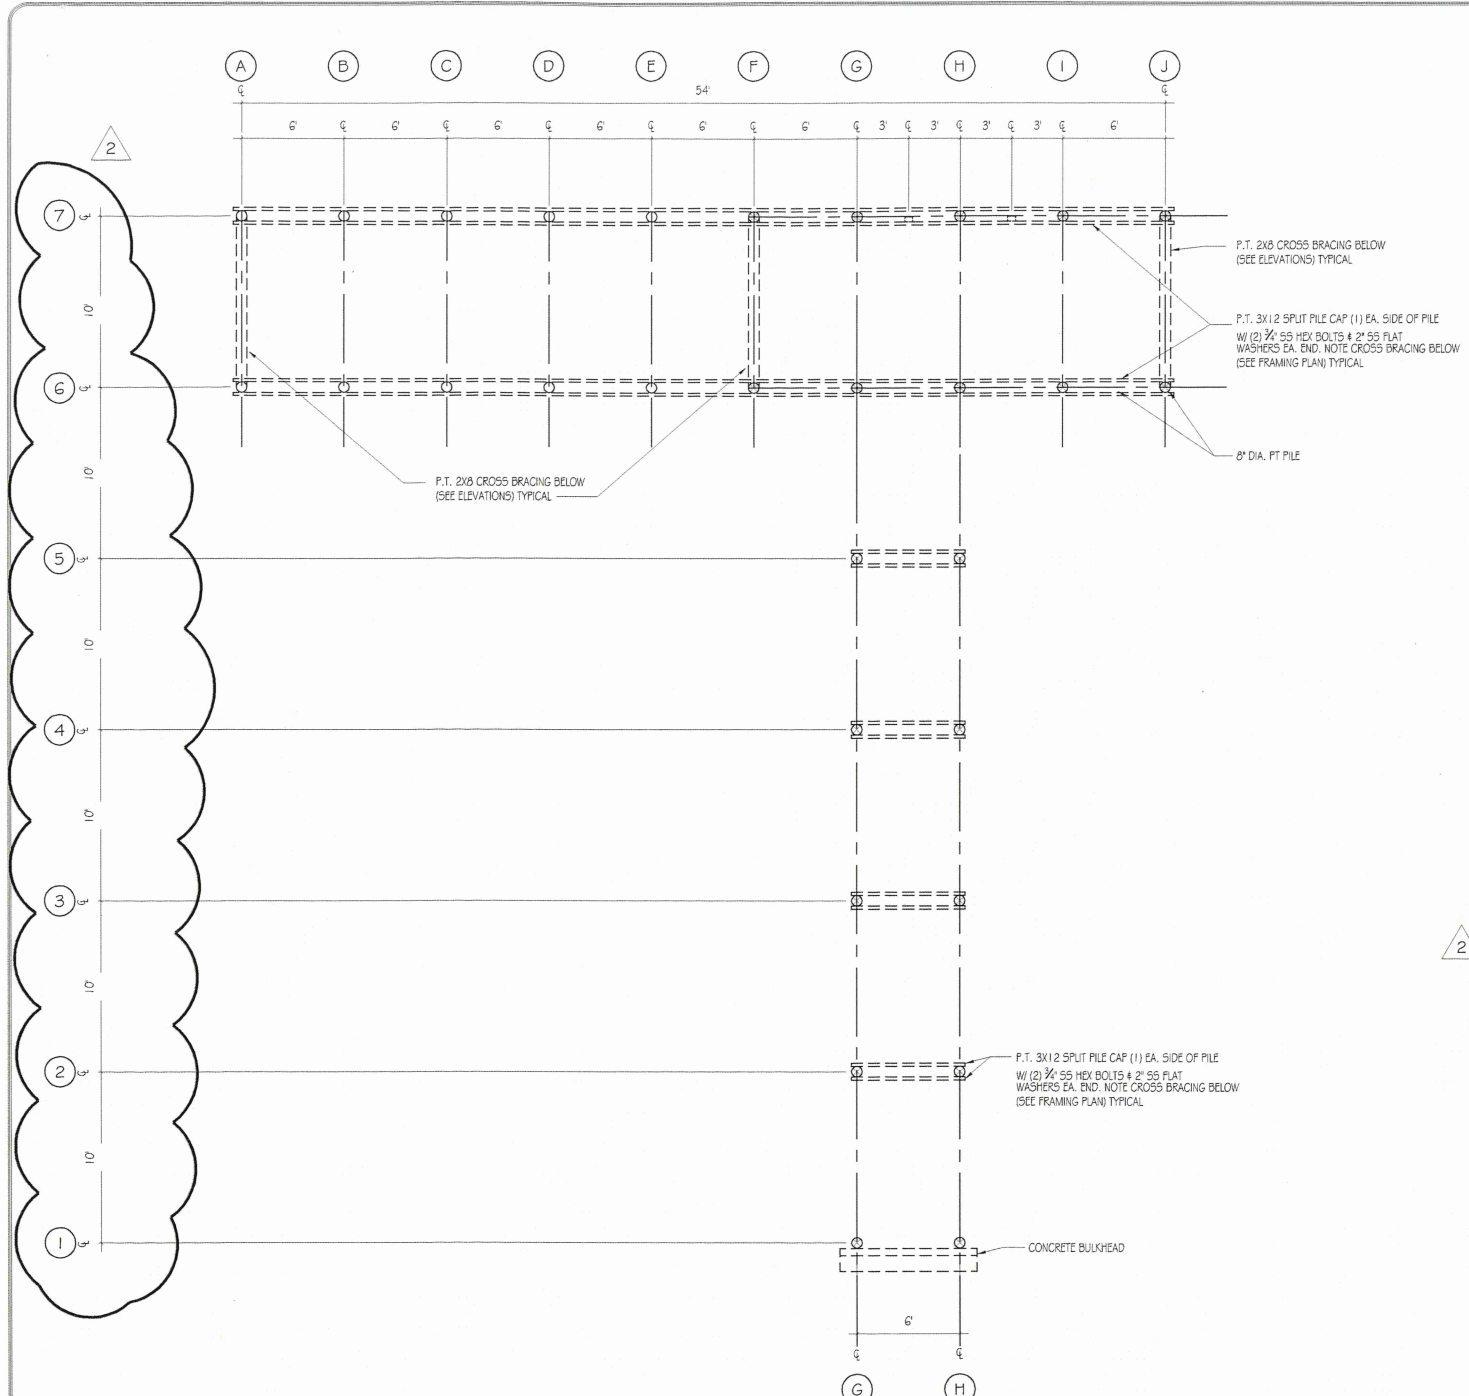 A B C D E F G H I J
℄ 54' ℄
6' ℄ 6' ℄ 6' ℄ 6' ℄ 6' ℄ 6' ℄ 3' ℄ 3' ℄ 3' ℄ 3' ℄ 6'
2
7 ℄
P.T. 2X8 CROSS BRACING BELOW
(SEE ELEVATIONS) TYPICAL
10'
P.T. 3X12 SPLIT PILE CAP (1) EA. SIDE OF PILE
W/ (2) ¾" SS HEX BOLTS & 2" SS FLAT
WASHERS EA. END. NOTE CROSS BRACING BELOW
(SEE FRAMING PLAN) TYPICAL
6 ℄
8" DIA. PT PILE
10'
P.T. 2X8 CROSS BRACING BELOW
(SEE ELEVATIONS) TYPICAL
5 ℄
10'
4 ℄
10'
3 ℄
2
10'
2 ℄
P.T. 3X12 SPLIT PILE CAP (1) EA. SIDE OF PILE
W/ (2) ¾" SS HEX BOLTS & 2" SS FLAT
WASHERS EA. END. NOTE CROSS BRACING BELOW
(SEE FRAMING PLAN) TYPICAL
10'
1 ℄
CONCRETE BULKHEAD
6'
℄ ℄
G H